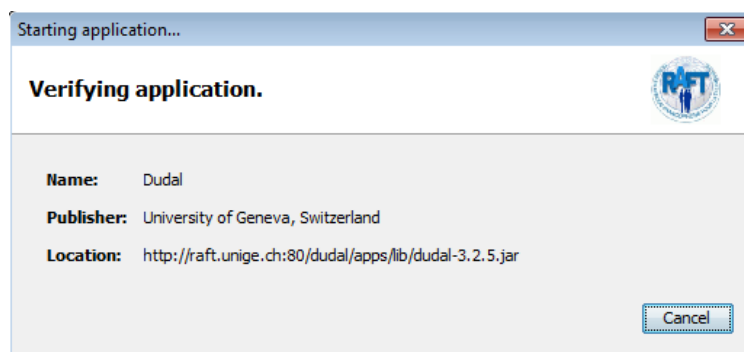 Starting application...
Verifying application.
RAFT
Name: Dudal
Publisher: University of Geneva, Switzerland
Location: http://raft.unige.ch:80/dudal/apps/lib/dudal-3.2.5.jar
Cancel